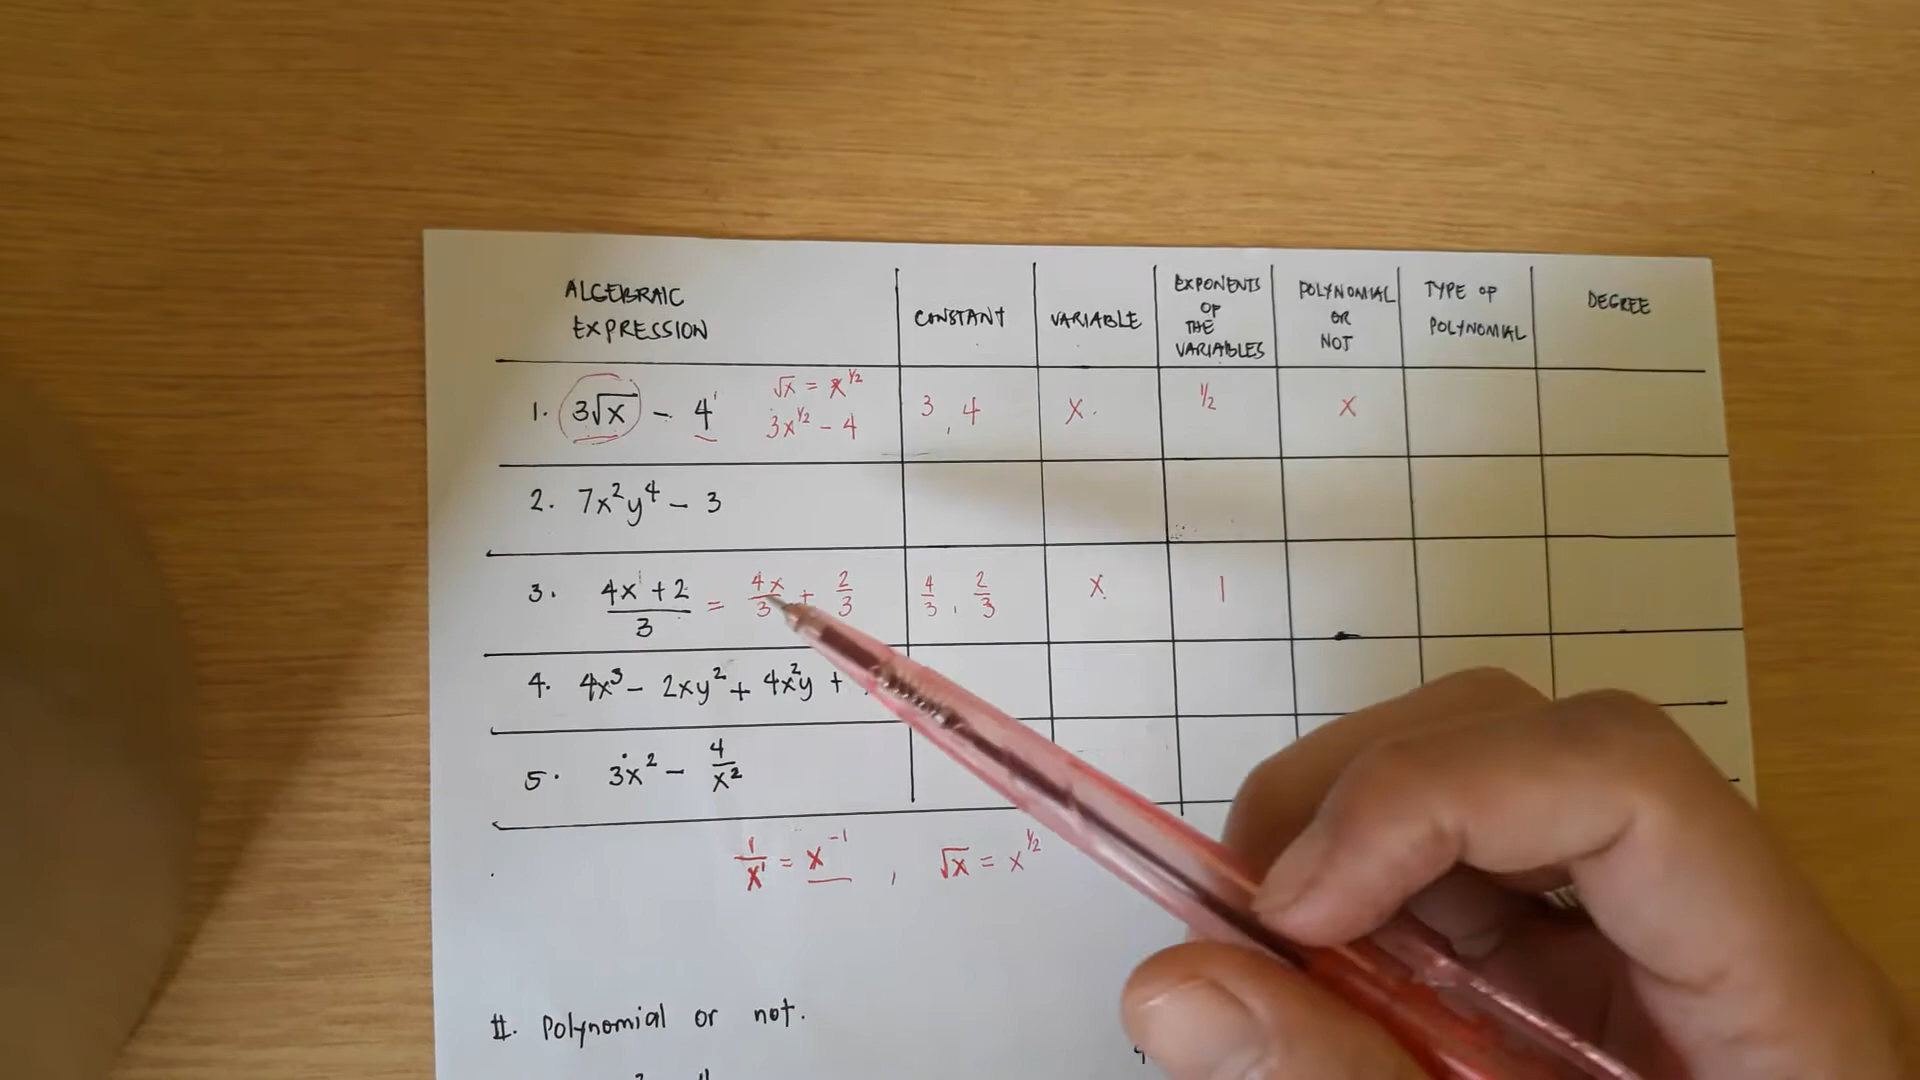 ALGEBRAIC EXPRESSION | CONSTANT | VARIABLE | EXPONENTS OF THE VARIABLES | POLYNOMIAL OR NOT | TYPE OF POLYNOMIAL | DEGREE
1. 3√x - 4 √x = x^1/2 3x^1/2 - 4 | 3, 4 | x | 1/2 | x
2. 7x²y⁴ - 3
3. (4x¹ + 2)/3 = 4x/3 + 2/3 | 4/3, 2/3 | x | 1
4. 4x³ - 2xy² + 4x²y +
5. 3x² - 4/x²
1/x¹ = x⁻¹ , √x = x^1/2
II. Polynomial or not.